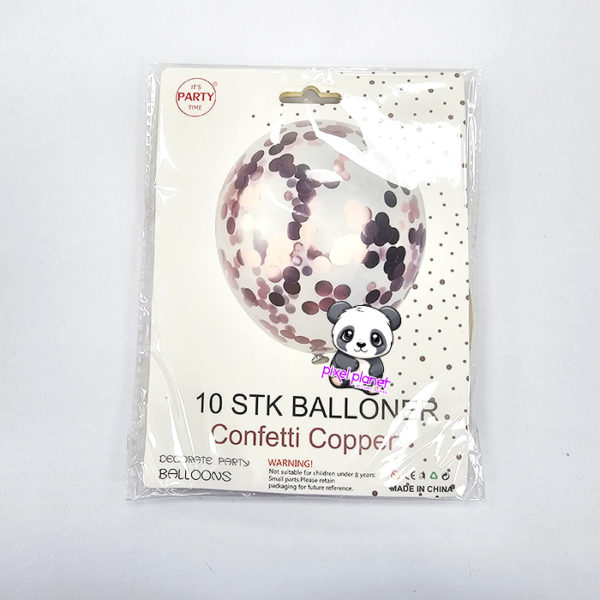 IT'S
PARTY
TIME
®
pixel planet
10 STK BALLONER
Confetti Copper
DECORATE PARTY
BALLOONS
WARNING!
Not suitable for children under 8 years.
Small parts.Please retain
packaging for future reference.
CE
MADE IN CHINA